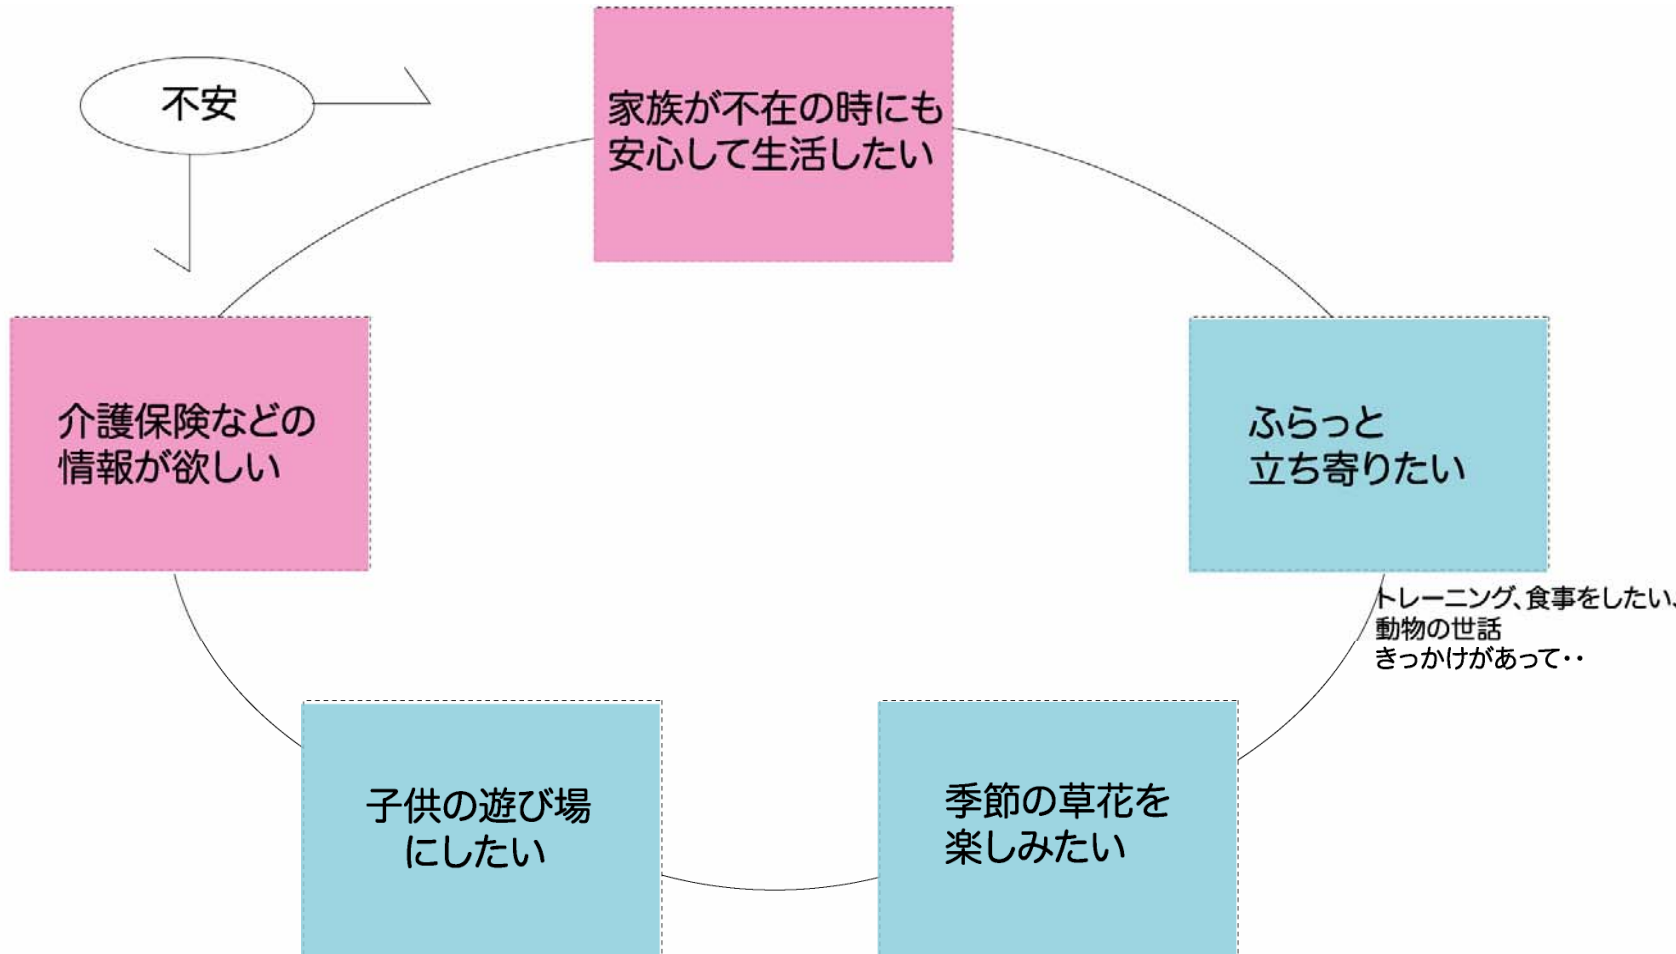 不安
家族が不在の時にも
安心して生活したい
介護保険などの
情報が欲しい
ふらっと
立ち寄りたい
トレーニング、食事をしたい、
動物の世話
きっかけがあって‥
子供の遊び場
にしたい
季節の草花を
楽しみたい